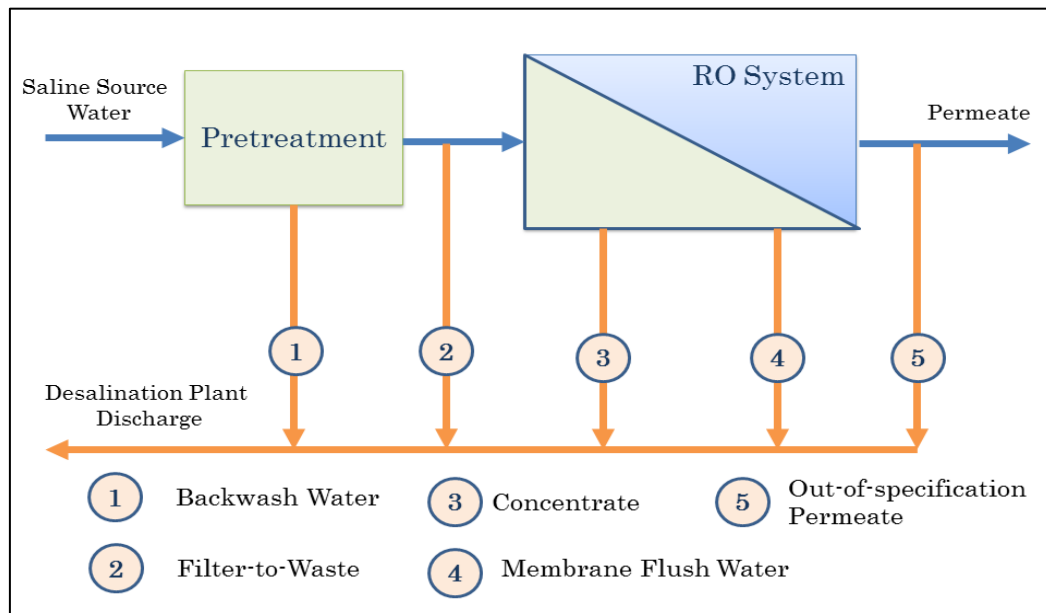 Saline Source
Water
Pretreatment
RO System
Permeate
1
2
3
4
5
Desalination Plant
Discharge
1 Backwash Water
3 Concentrate
5 Out-of-specification
Permeate
2 Filter-to-Waste
4 Membrane Flush Water